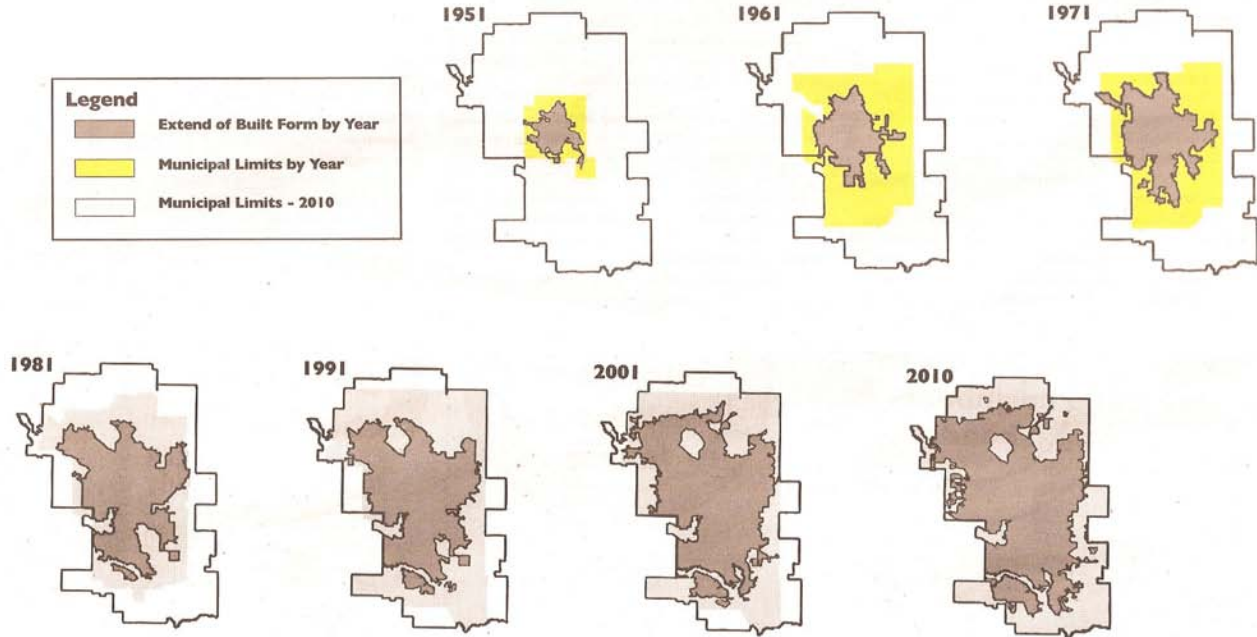 1951
1961
1971
Legend
Extend of Built Form by Year
Municipal Limits by Year
Municipal Limits - 2010
1981
1991
2001
2010